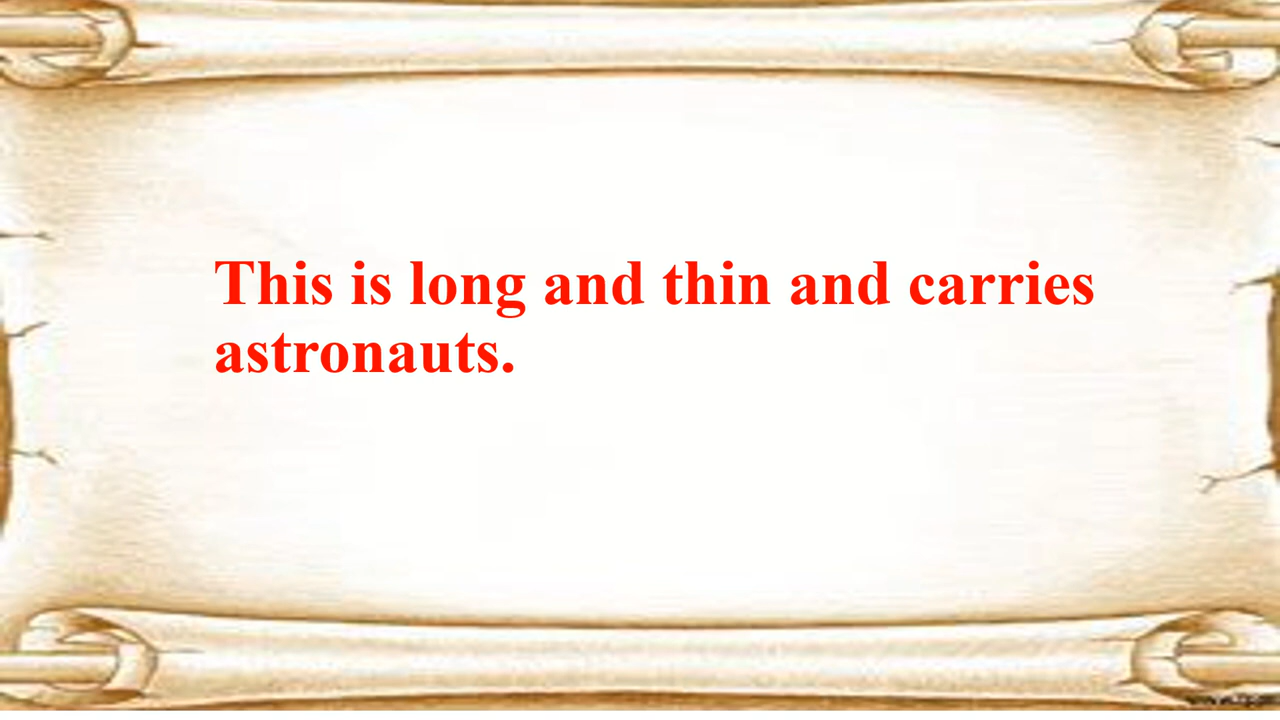 This is long and thin and carries
astronauts.